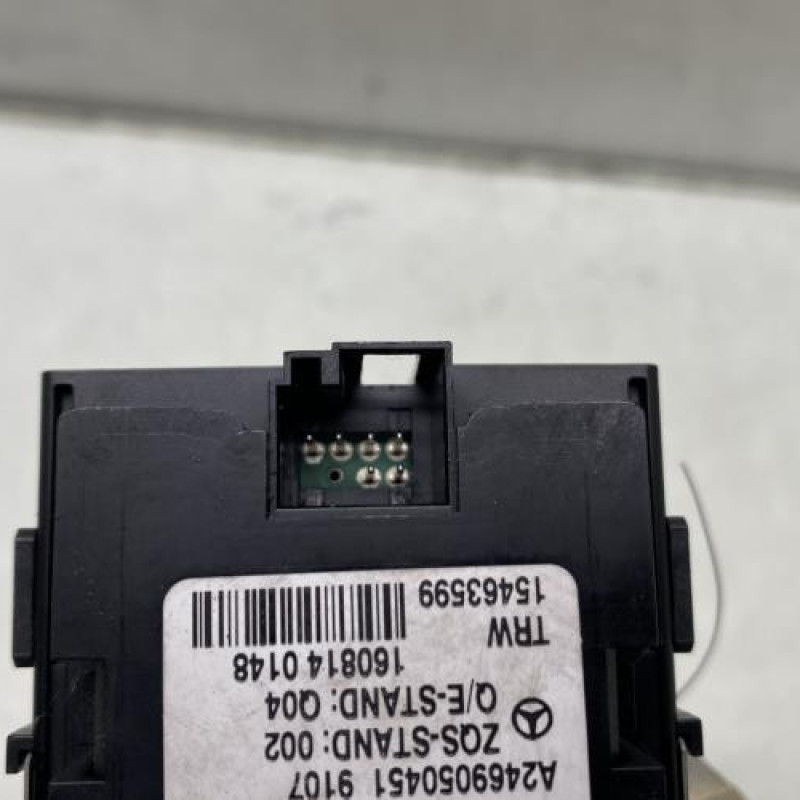 A2469050451 9107
ZQS-STAND: 002
Q/E-STAND: Q04
160814 0148
TRW
15463599